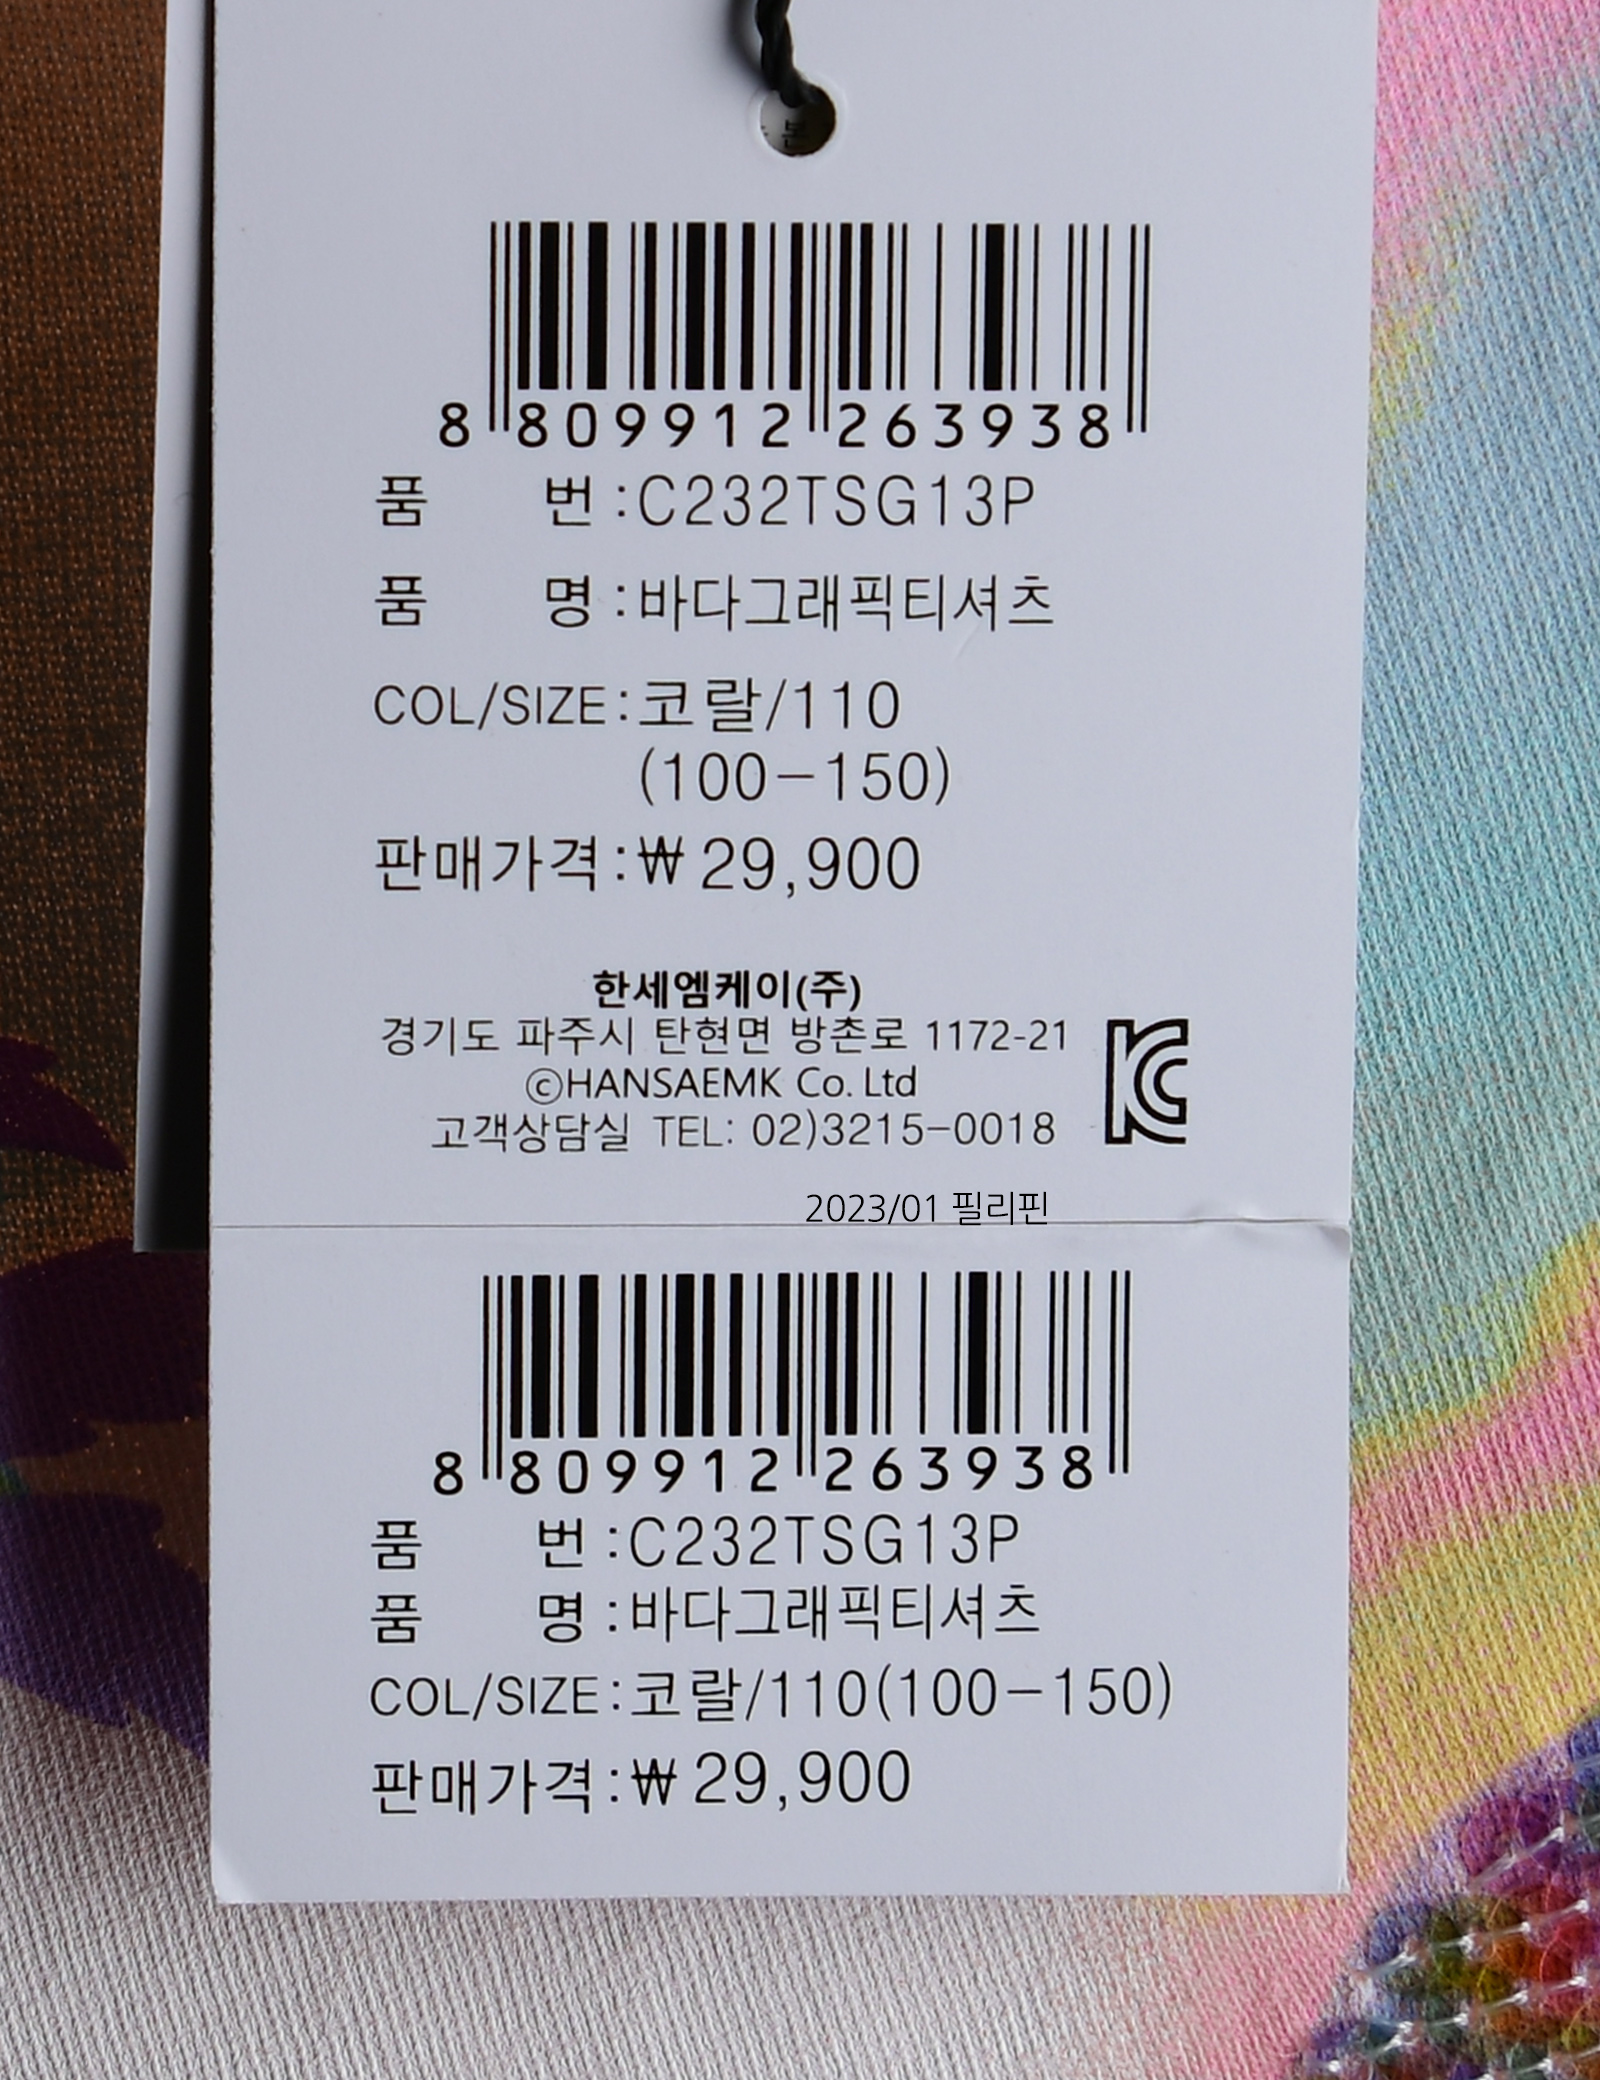 본
8 809912 263938
품 번 :C232TSG13P
품 명 :바다그래픽티셔츠
COL/SIZE:코랄/110
(100-150)
판매가격:₩29,900
한세엠케이(주)
경기도 파주시 탄현면 방촌로 1172-21
ⓒHANSAEMK Co. Ltd
고객상담실 TEL: 02)3215-0018
2023/01 필리핀
8 809912 263938
품 번 :C232TSG13P
품 명 :바다그래픽티셔츠
COL/SIZE:코랄/110(100-150)
판매가격:₩29,900